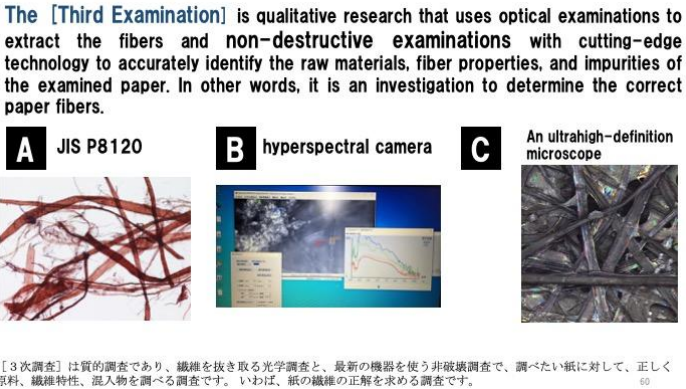 The [Third Examination] is qualitative research that uses optical examinations to
extract the fibers and non-destructive examinations with cutting-edge
technology to accurately identify the raw materials, fiber properties, and impurities of
the examined paper. In other words, it is an investigation to determine the correct
paper fibers.
A JIS P8120
B hyperspectral camera
C An ultrahigh-definition
microscope
［３次調査］は質的調査であり、繊維を抜き取る光学調査と、最新の機器を使う非破壊調査で、調べたい紙に対して、正しく
原料、繊維特性、混入物を調べる調査です。 いわば、紙の繊維の正解を求める調査です。
60